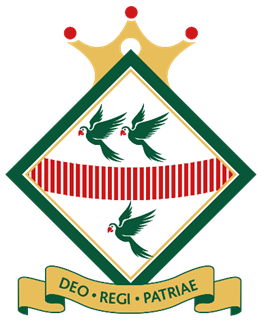 DEO • REGI • PATRIAE